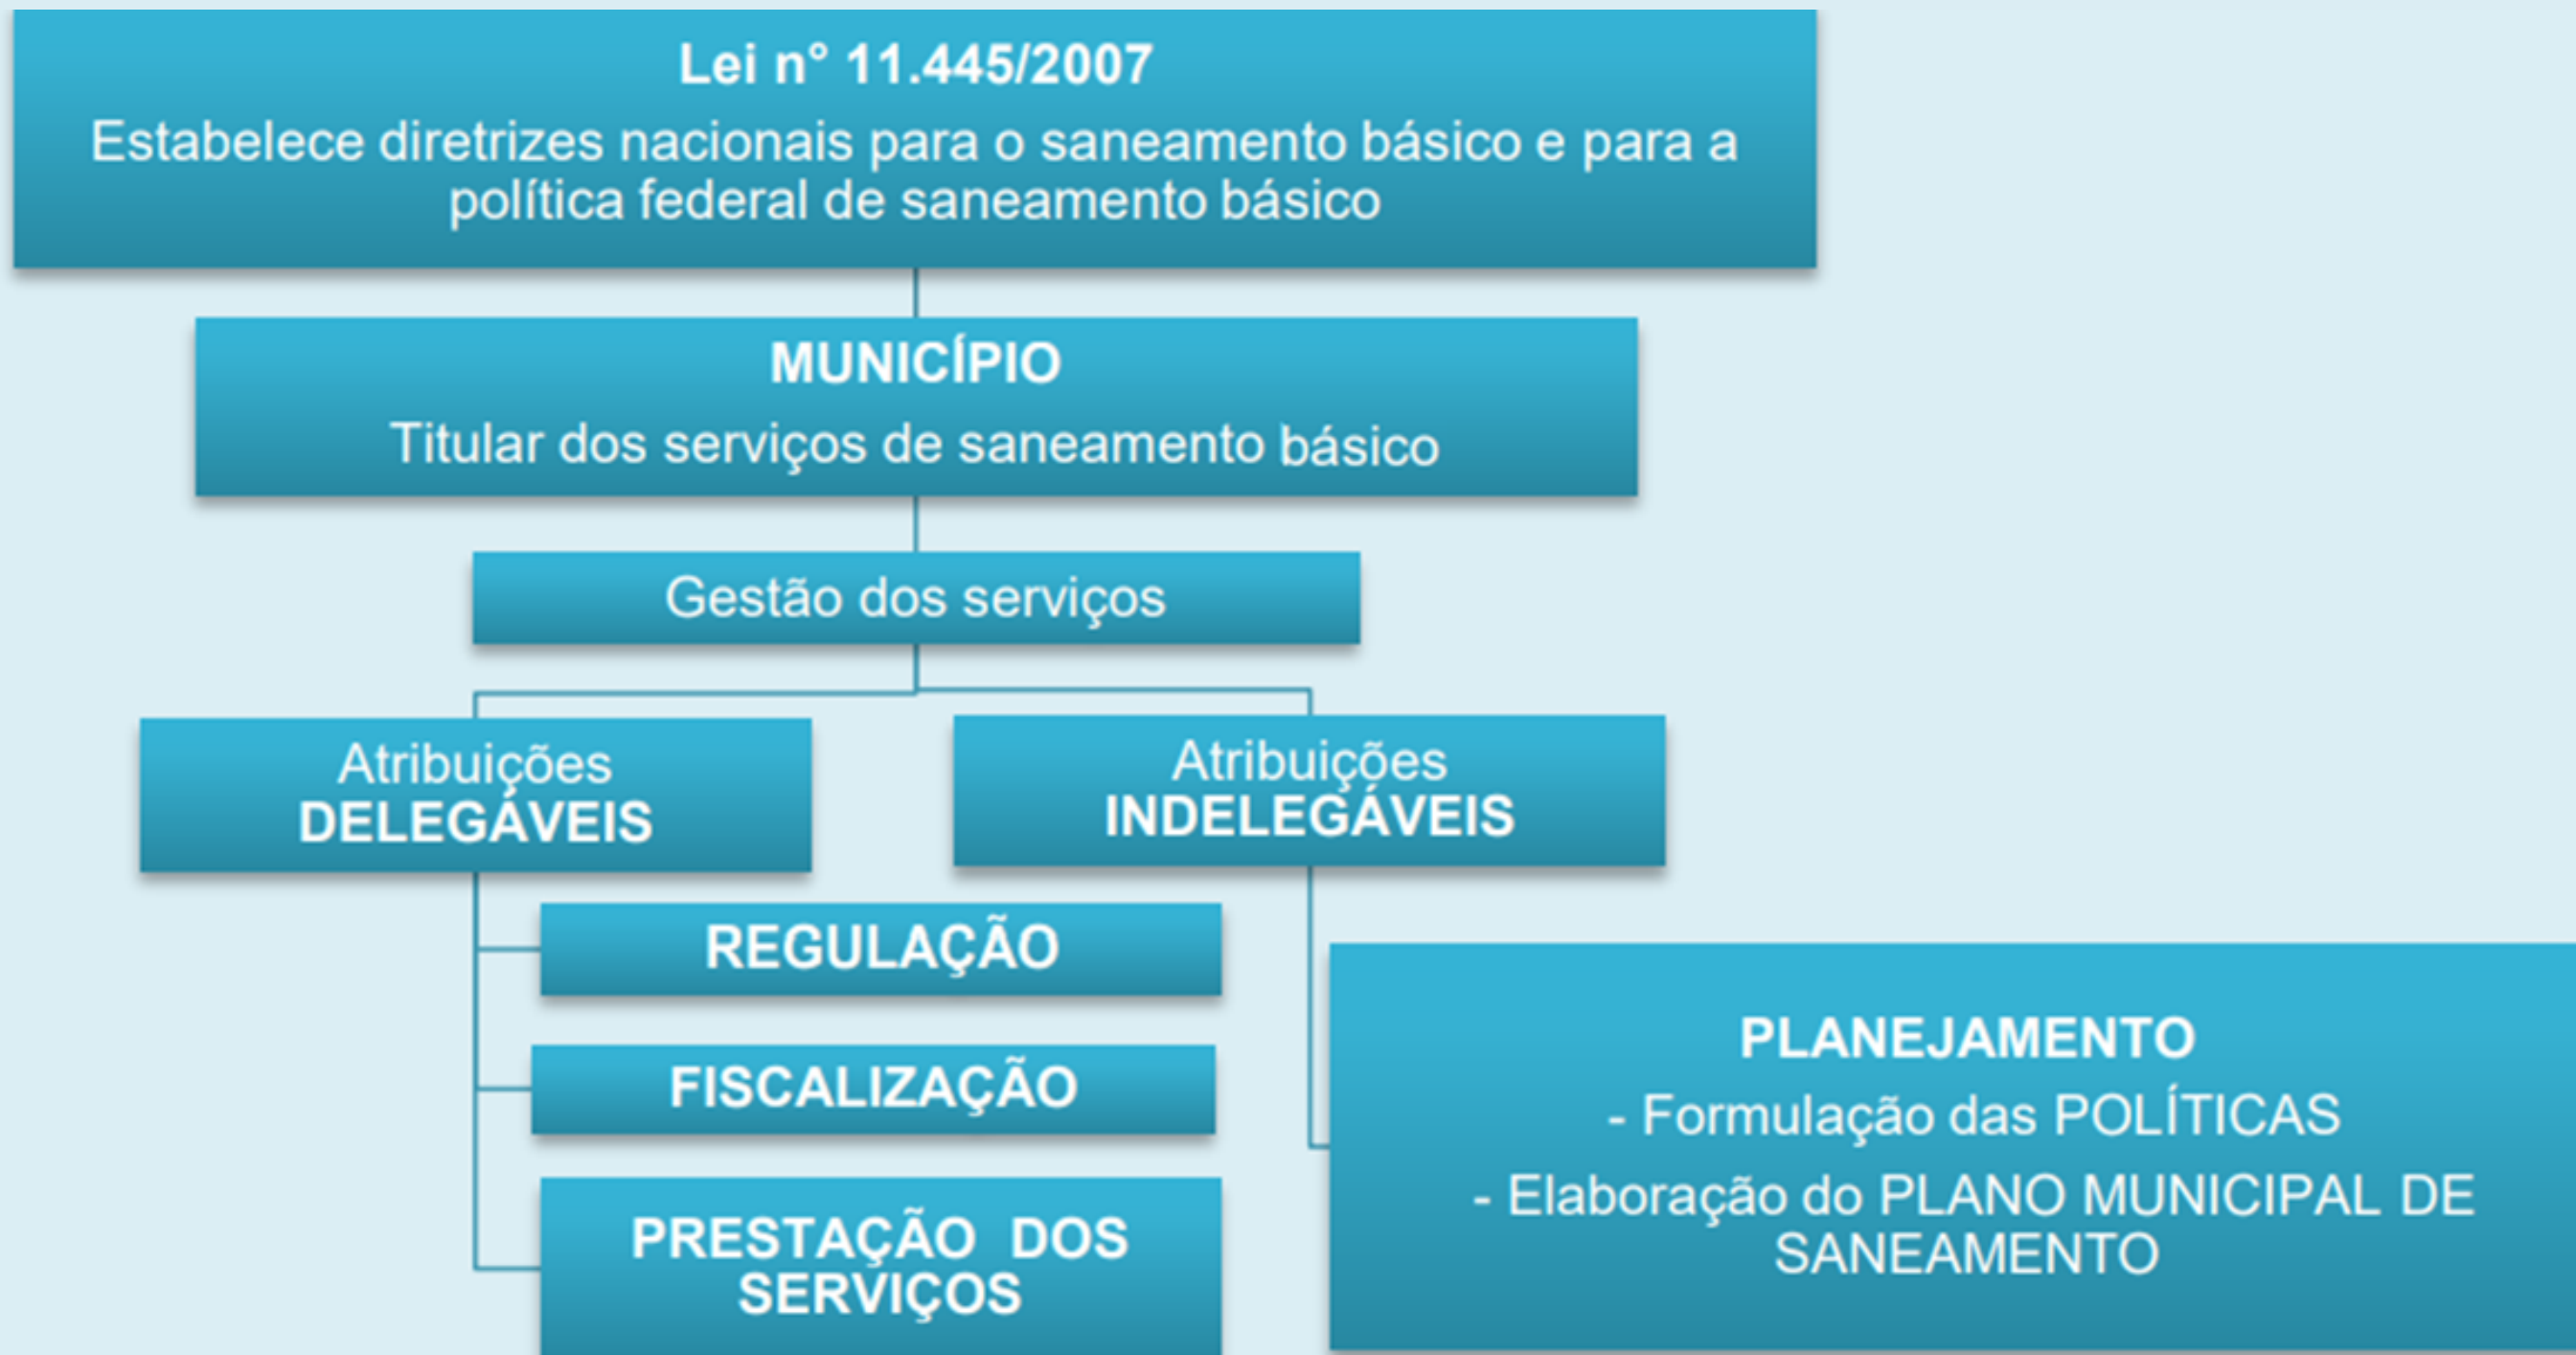 Lei n° 11.445/2007
Estabelece diretrizes nacionais para o saneamento básico e para a
política federal de saneamento básico
MUNICÍPIO
Titular dos serviços de saneamento básico
Gestão dos serviços
Atribuições
DELEGÁVEIS
REGULAÇÃO
FISCALIZAÇÃO
PRESTAÇÃO DOS
SERVIÇOS
Atribuições
INDELEGÁVEIS
PLANEJAMENTO
- Formulação das POLÍTICAS
- Elaboração do PLANO MUNICIPAL DE
SANEAMENTO